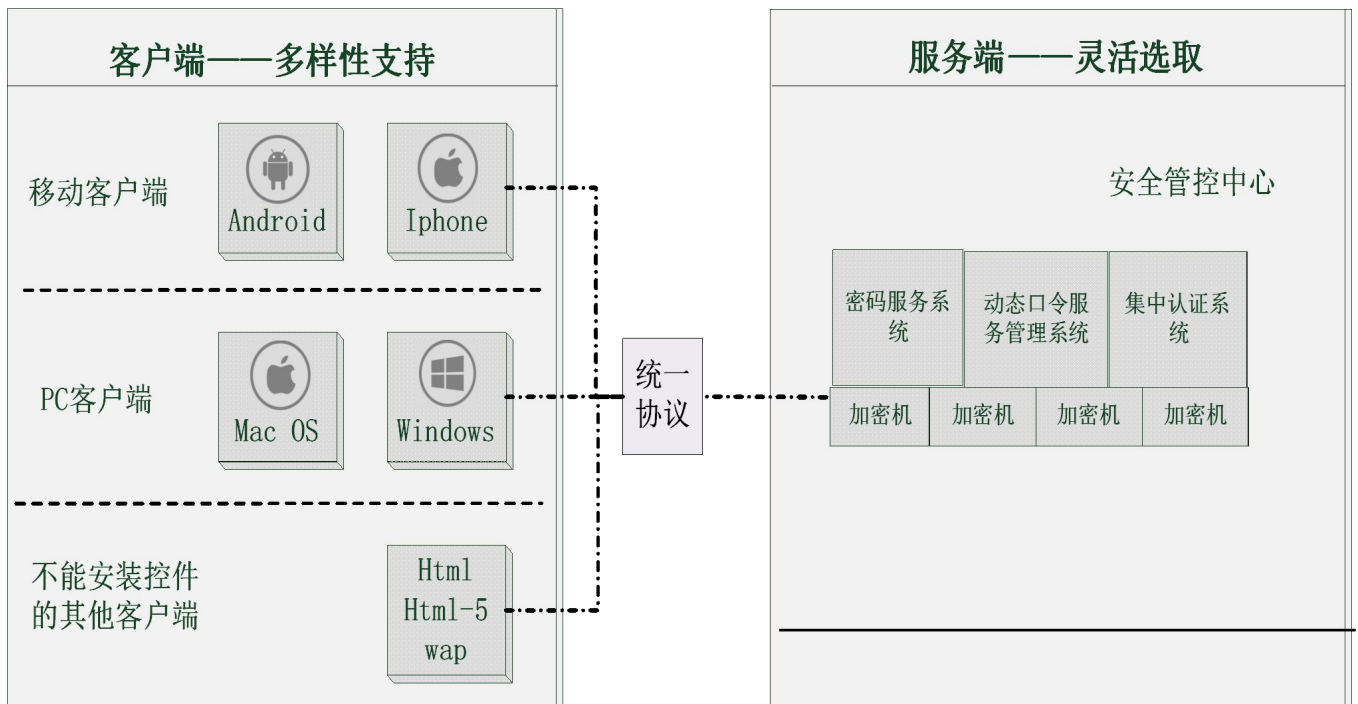 客户端——多样性支持
服务端——灵活选取
移动客户端
Android
Iphone
安全管控中心
密码服务系
统
动态口令服
务管理系统
集中认证系
统
PC客户端
Mac OS
Windows
统一
协议
加密机
加密机
加密机
加密机
不能安装控件
的其他客户端
Html
Html-5
wap